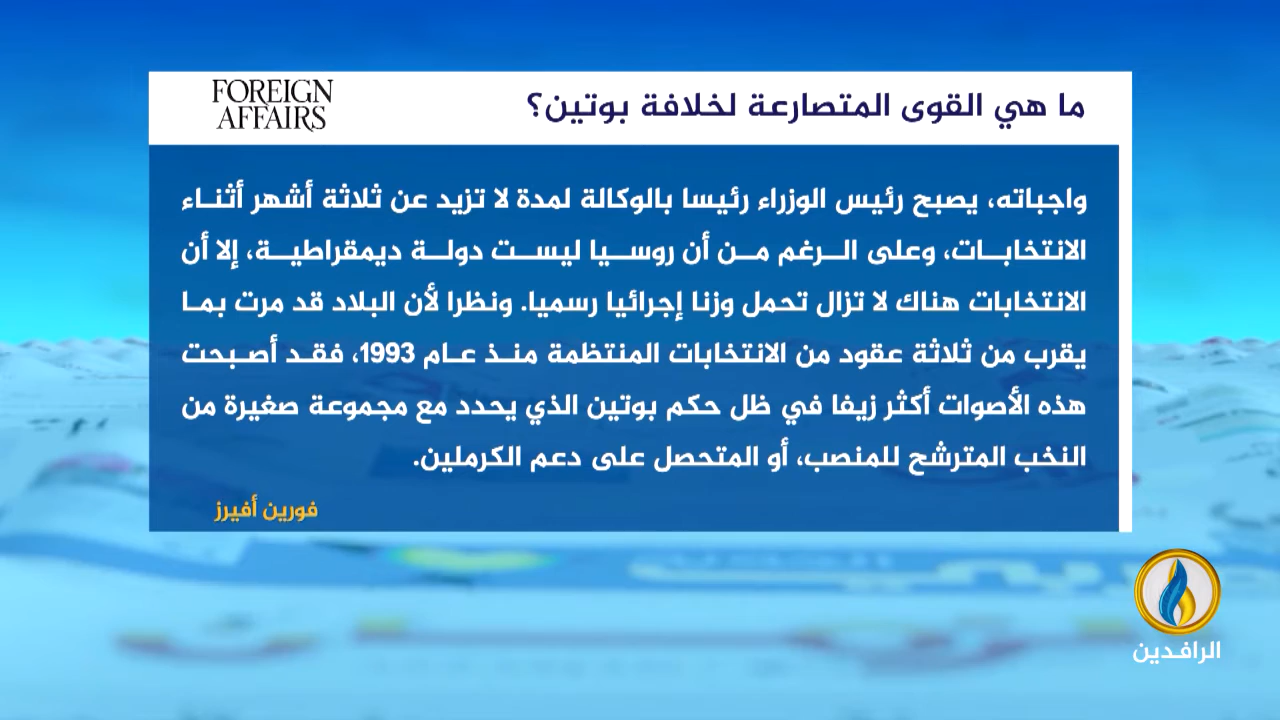 FOREIGN
AFFAIRS
ما هي القوى المتصارعة لخلافة بوتين؟
واجباته، يصبح رئيس الوزراء رئيسا بالوكالة لمدة لا تزيد عن ثلاثة أشهر أثناء
الانتخابات، وعلى الرغم من أن روسيا ليست دولة ديمقراطية، إلا أن
الانتخابات هناك لا تزال تحمل وزنا إجرائيا رسميا. ونظرا لأن البلاد قد مرت بما
يقرب من ثلاثة عقود من الانتخابات المنتظمة منذ عام 1993، فقد أصبحت
هذه الأصوات أكثر زيفا في ظل حكم بوتين الذي يحدد مع مجموعة صغيرة من
النخب المترشح للمنصب، أو المتحصل على دعم الكرملين.
فورين أفيرز
الرافدين